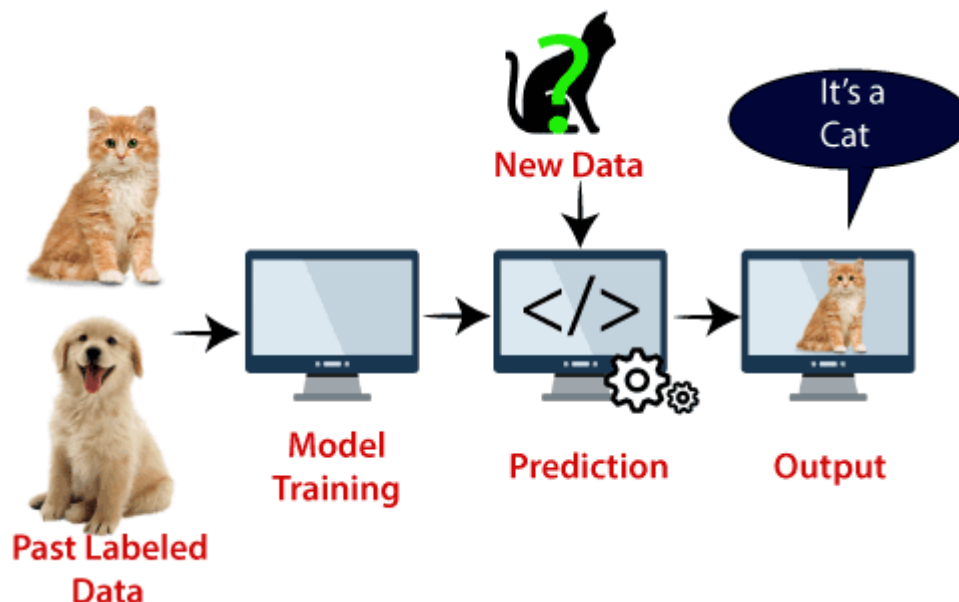 New Data
It's a
Cat
</>
Model
Training
Prediction
Output
Past Labeled
Data
?